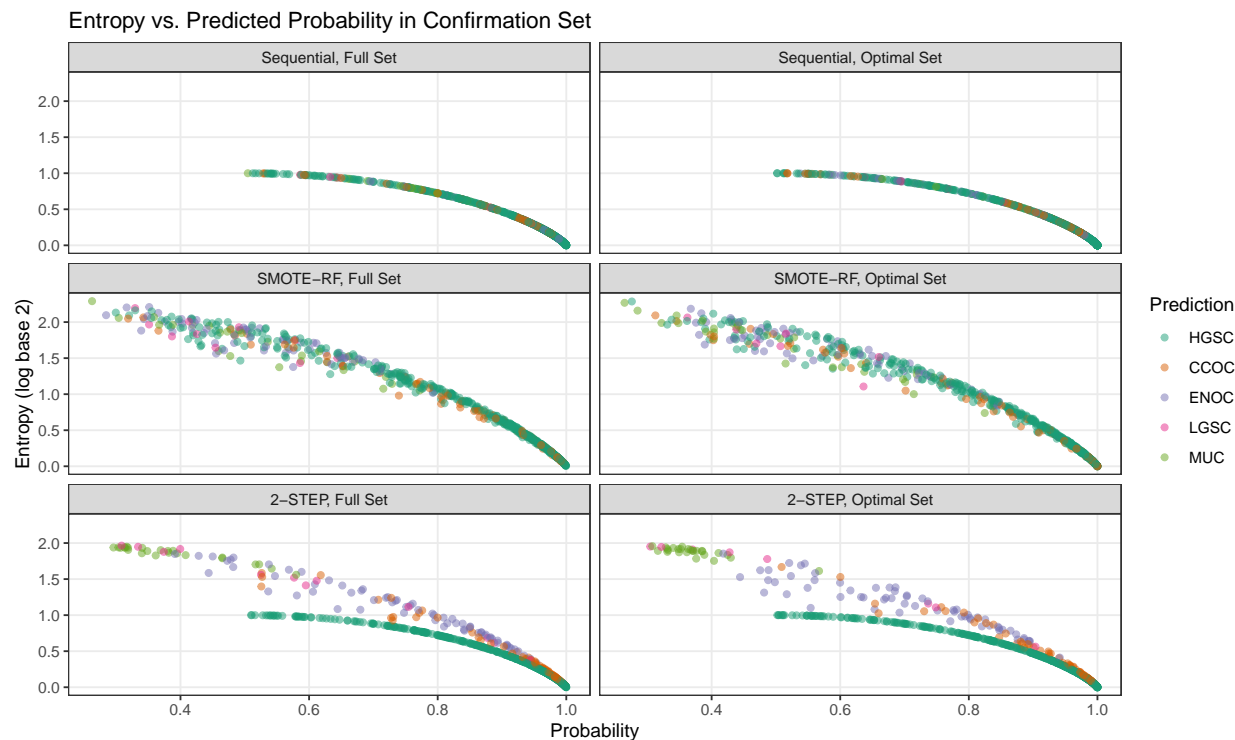 Entropy vs. Predicted Probability in Confirmation Set
Sequential, Full Set
Sequential, Optimal Set
2.0
1.5
1.0
0.5
0.0
SMOTE−RF, Full Set
SMOTE−RF, Optimal Set
2.0
1.5
1.0
0.5
0.0
Entropy (log base 2)
2−STEP, Full Set
2−STEP, Optimal Set
2.0
1.5
1.0
0.5
0.0
0.4 0.6 0.8 1.0
0.4 0.6 0.8 1.0
Probability
Prediction
HGSC
CCOC
ENOC
LGSC
MUC